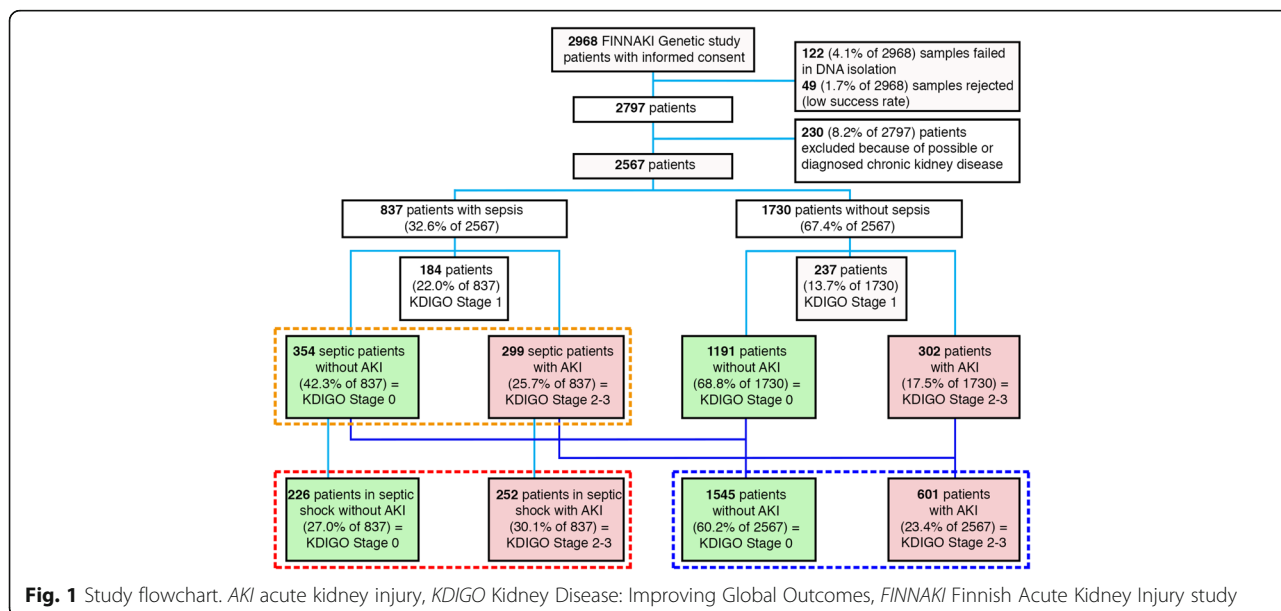 2968 FINNAKI Genetic study
patients with informed consent
122 (4.1% of 2968) samples failed
in DNA isolation
49 (1.7% of 2968) samples rejected
(low success rate)
2797 patients
230 (8.2% of 2797) patients
excluded because of possible or
diagnosed chronic kidney disease
2567 patients
837 patients with sepsis
(32.6% of 2567)
1730 patients without sepsis
(67.4% of 2567)
184 patients
(22.0% of 837)
KDIGO Stage 1
237 patients
(13.7% of 1730)
KDIGO Stage 1
354 septic patients
without AKI
(42.3% of 837) =
KDIGO Stage 0
299 septic patients
with AKI
(25.7% of 837) =
KDIGO Stage 2-3
1191 patients
without AKI
(68.8% of 1730) =
KDIGO Stage 0
302 patients
with AKI
(17.5% of 1730) =
KDIGO Stage 2-3
226 patients in septic
shock without AKI
(27.0% of 837) =
KDIGO Stage 0
252 patients in septic
shock with AKI
(30.1% of 837) =
KDIGO Stage 2-3
1545 patients
without AKI
(60.2% of 2567) =
KDIGO Stage 0
601 patients
with AKI
(23.4% of 2567) =
KDIGO Stage 2-3
Fig. 1 Study flowchart. AKI acute kidney injury, KDIGO Kidney Disease: Improving Global Outcomes, FINNAKI Finnish Acute Kidney Injury study